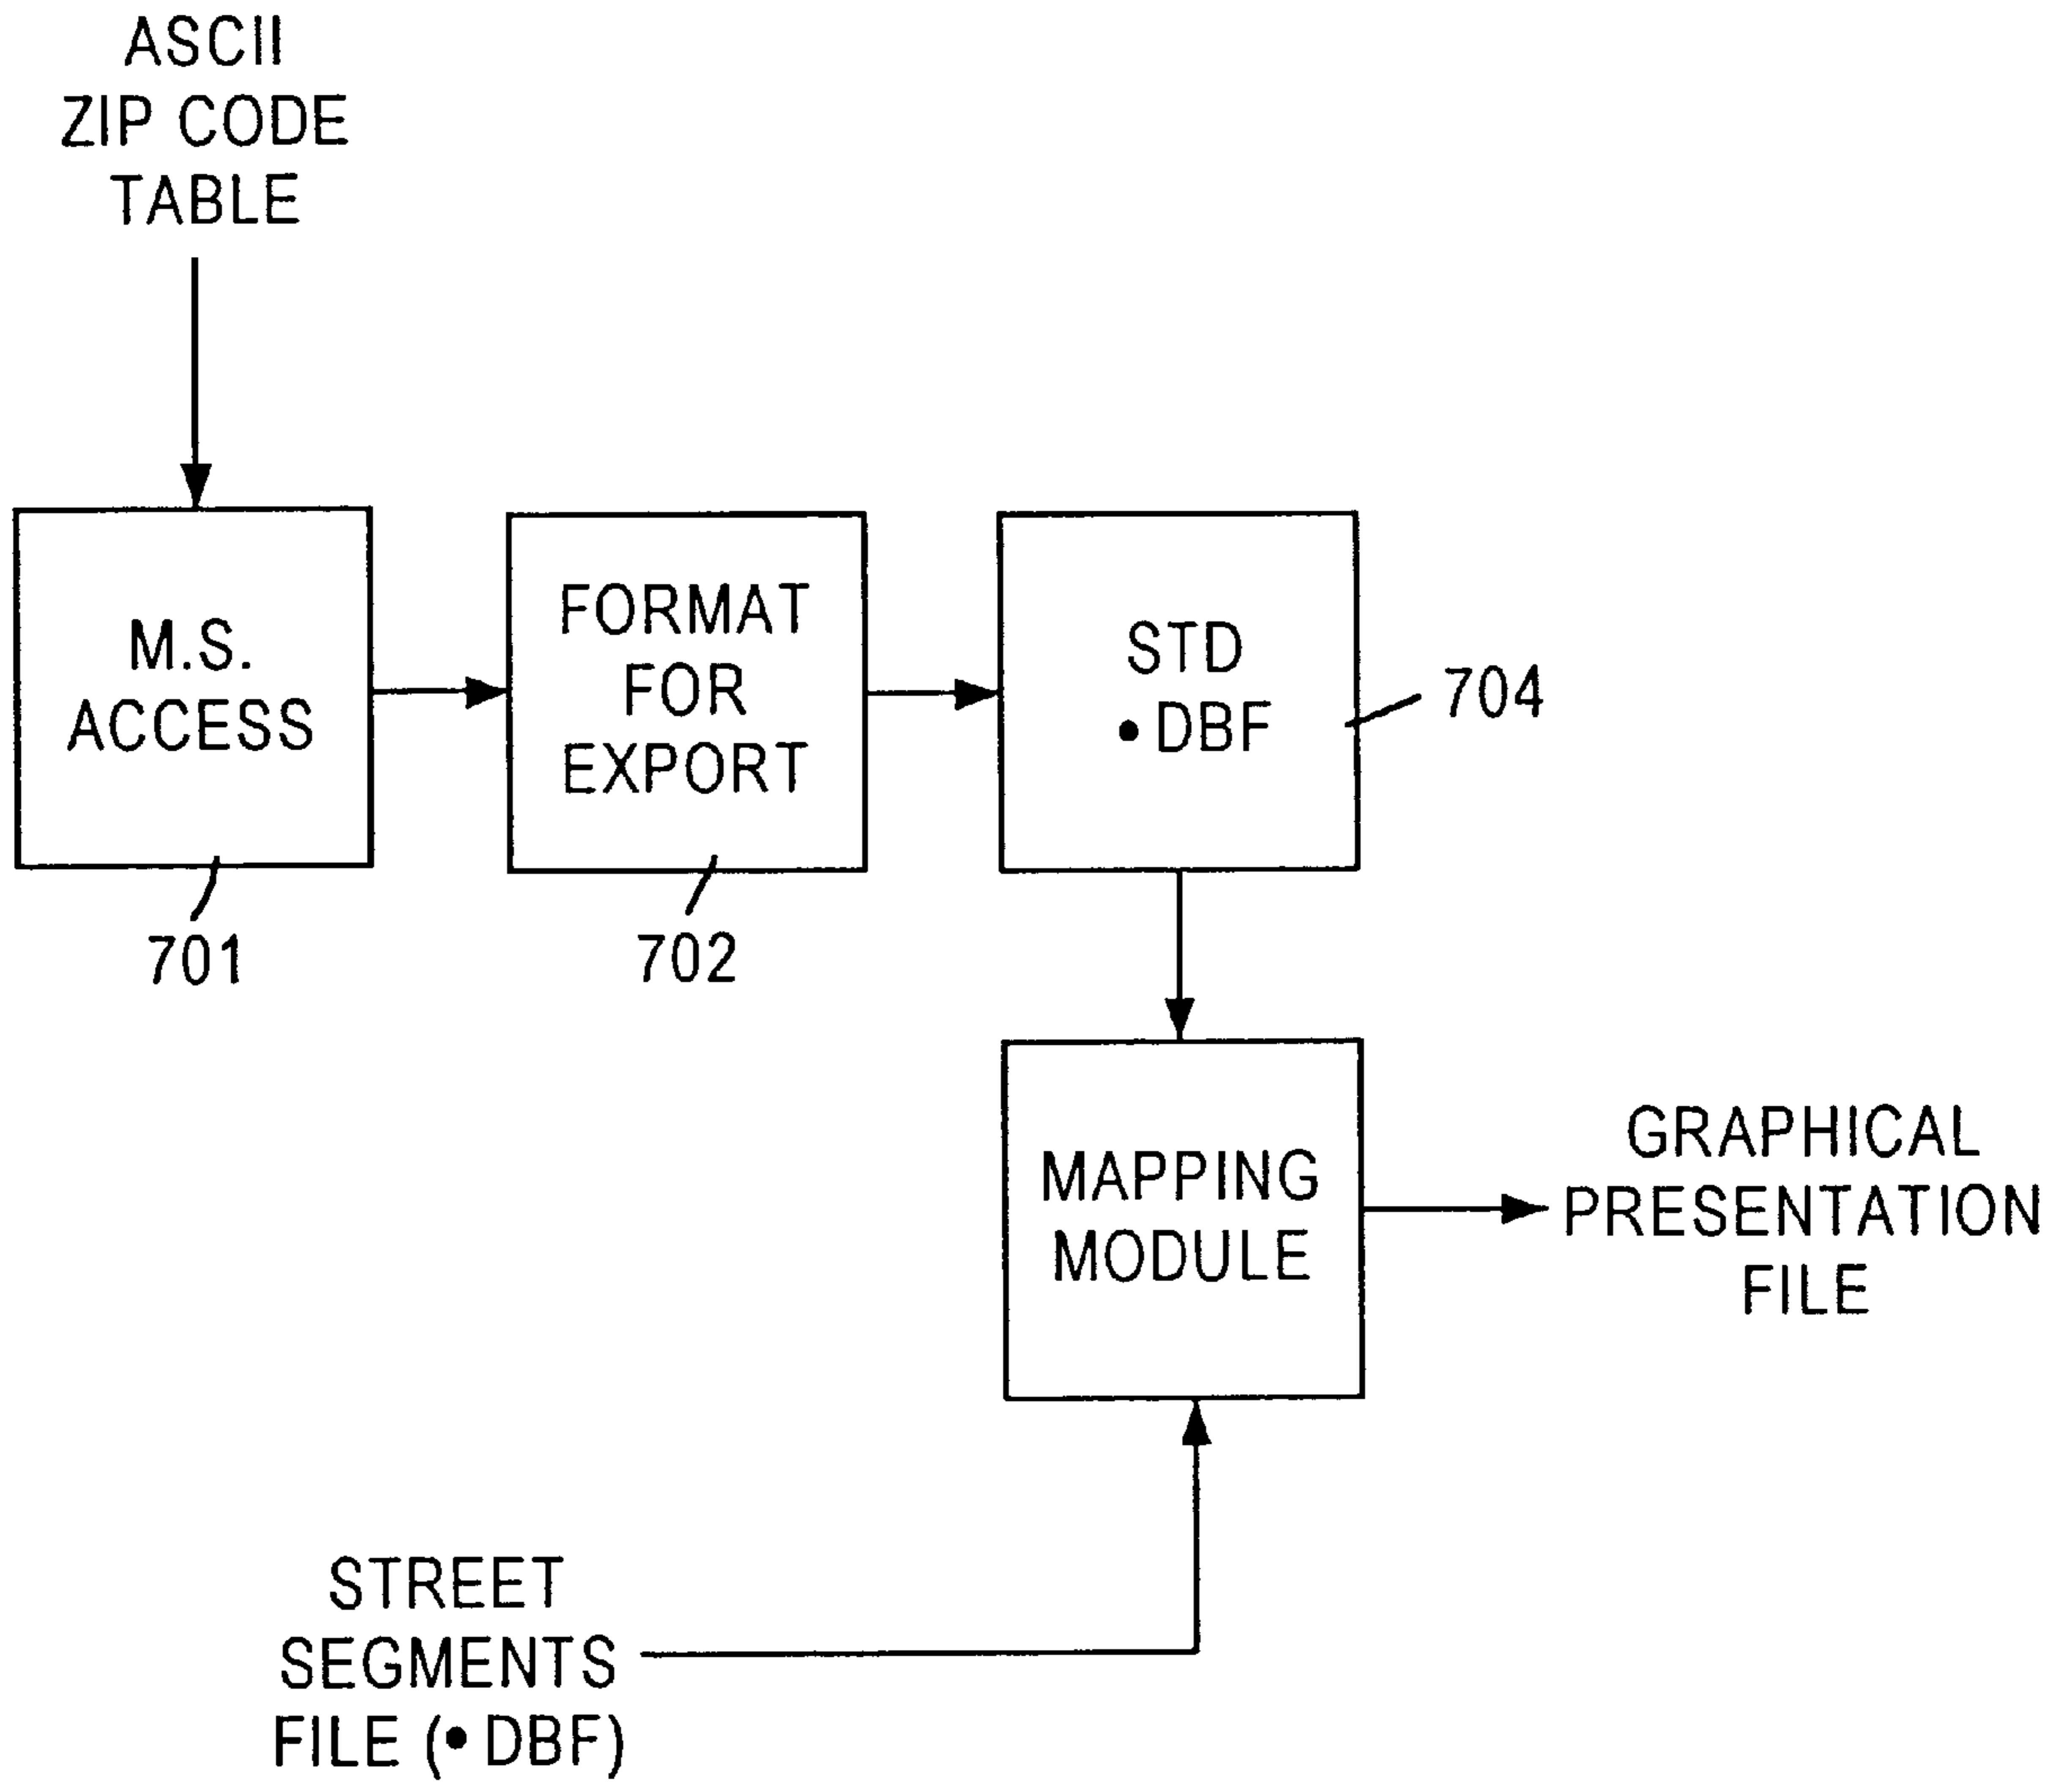 ASCII
ZIP CODE
TABLE
M.S.
ACCESS
701
FORMAT
FOR
EXPORT
702
STD
•DBF
704
MAPPING
MODULE
GRAPHICAL
PRESENTATION
FILE
STREET
SEGMENTS
FILE (•DBF)